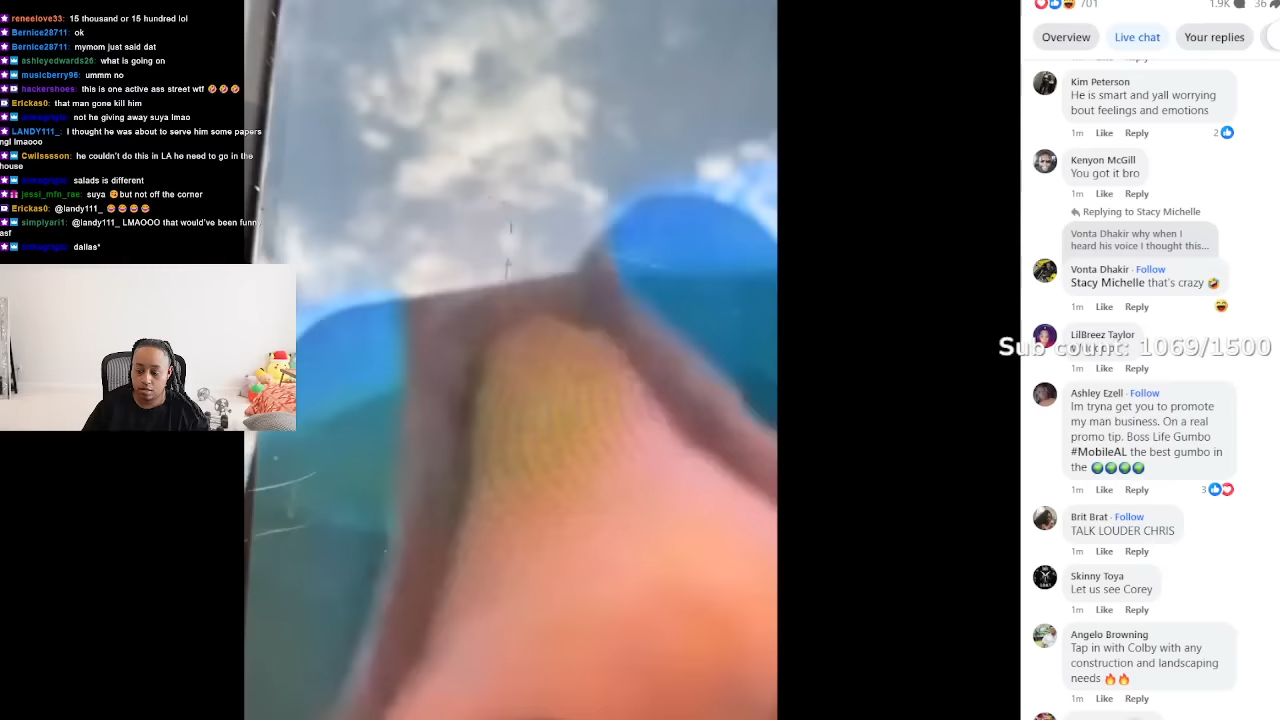 reneelove33: 15 thousand or 15 hundred lol
Bernice28711: ok
Bernice28711: mymom just said dat
ashleyedwards26: what is going on
musicberry96: ummm no
hackershoes: this is one active ass street wtf 🤣🤣🤣
Erickas0: that man gone kill him
not he giving away suya lmao
LANDY111_: I thought he was about to serve him some papers
ngl lmaooo
Cwilsssson: he couldn't do this in LA he need to go in the
house
salads is different
jessi_mfn_rae: suya 😘but not off the corner
Erickas0: @landy111_ 😂😂😂😂
simplyari1: @landy111_ LMAOOO that would've been funny
asf
dallas*
701
1.9K
36
Overview
Live chat
Your replies
Kim Peterson
He is smart and yall worrying
bout feelings and emotions
1m Like Reply
2
Kenyon McGill
You got it bro
1m Like Reply
Replying to Stacy Michelle
Vonta Dhakir why when I
heard his voice I thought this...
Vonta Dhakir · Follow
Stacy Michelle that's crazy 🤣
1m Like Reply
LilBreez Taylor
Sub count: 1069/1500
1m Like Reply
Ashley Ezell · Follow
Im tryna get you to promote
my man business. On a real
promo tip. Boss Life Gumbo
#MobileAL the best gumbo in
the 🌍🌍🌍🌍
1m Like Reply
3
Brit Brat · Follow
TALK LOUDER CHRIS
1m Like Reply
Skinny Toya
Let us see Corey
1m Like Reply
Angelo Browning
Tap in with Colby with any
construction and landscaping
needs 🔥🔥
1m Like Reply